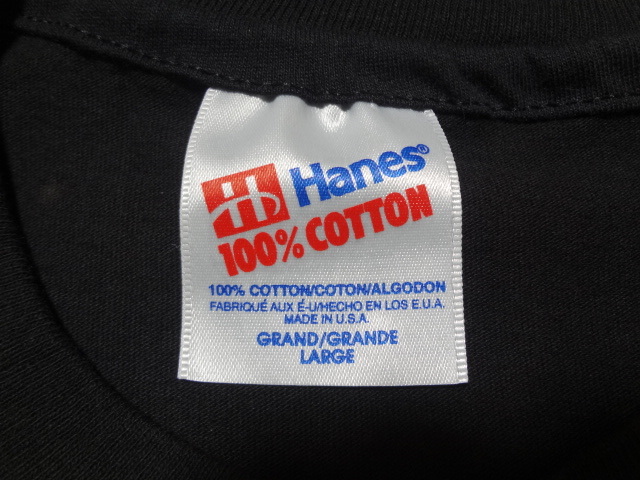 Hanes®
100% COTTON
100% COTTON/COTON/ALGODON
FABRIQUÉ AUX É-U/HECHO EN LOS E.U.A.
MADE IN U.S.A.
GRAND/GRANDE
LARGE